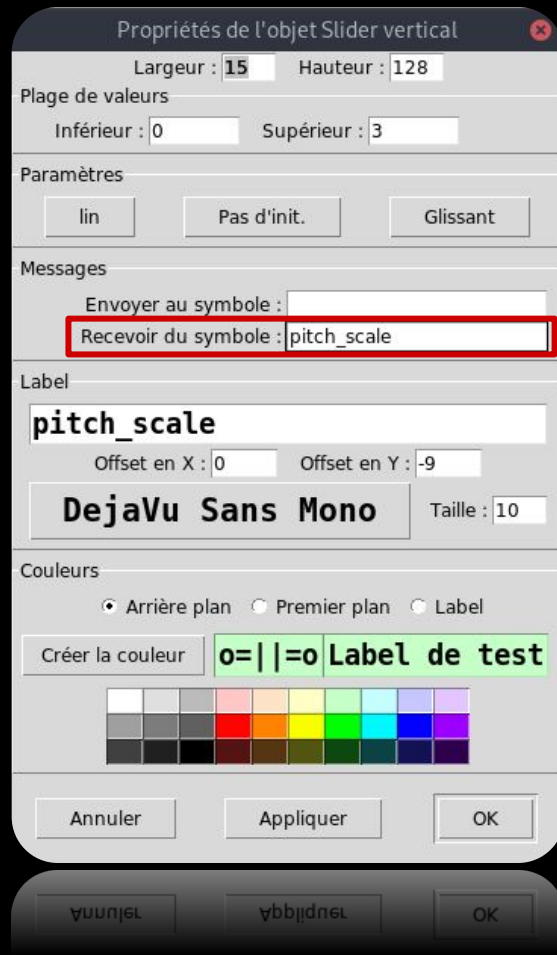 Propriétés de l'objet Slider vertical
Largeur : 15 Hauteur : 128
Plage de valeurs
Inférieur : 0 Supérieur : 3
Paramètres
lin Pas d'init. Glissant
Messages
Envoyer au symbole :
Recevoir du symbole : pitch_scale
Label
pitch_scale
Offset en X : 0 Offset en Y : -9
DejaVu Sans Mono Taille : 10
Couleurs
Arrière plan Premier plan Label
Créer la couleur o=||=o Label de test
Annuler Appliquer OK
Annuler Appliquer OK